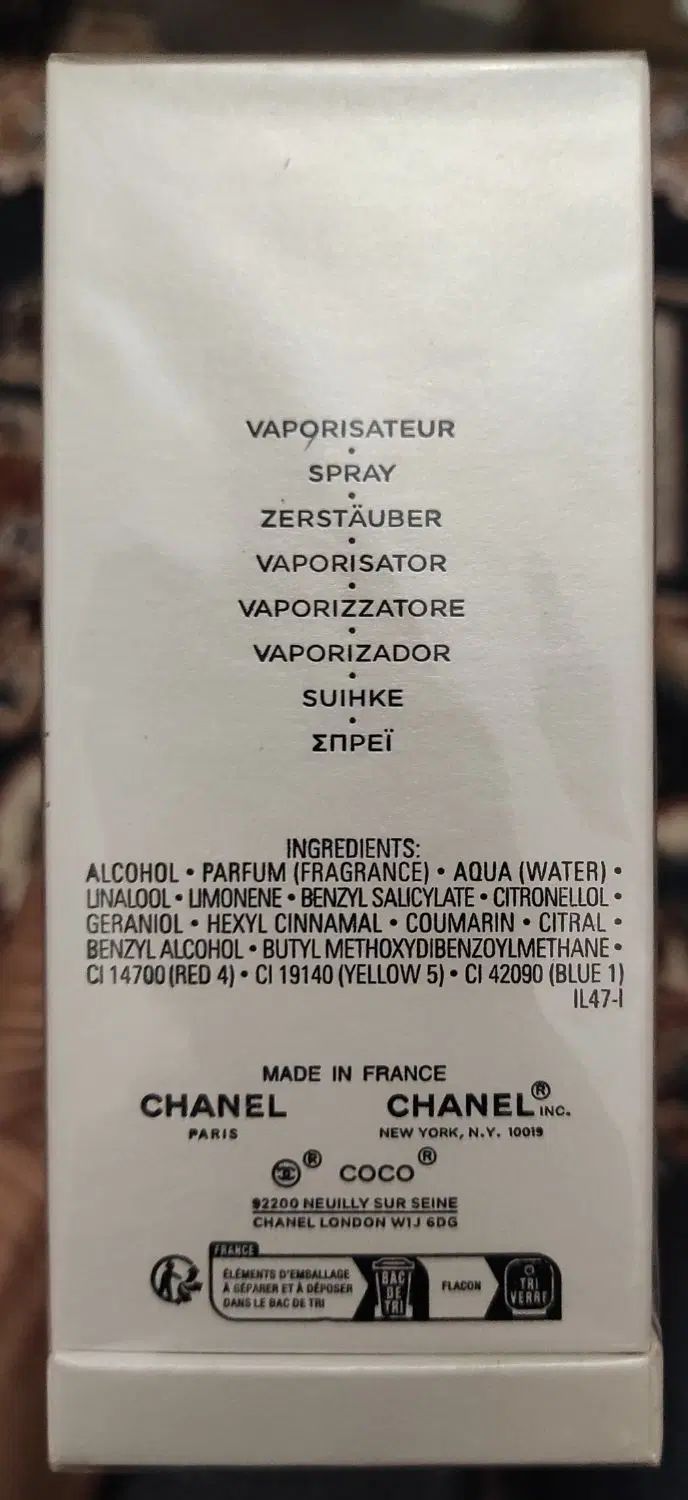 VAPORISATEUR
•
SPRAY
•
ZERSTÄUBER
•
VAPORISATOR
•
VAPORIZZATORE
•
VAPORIZADOR
•
SUIHKE
•
ΣΠΡΕΪ
INGREDIENTS:
ALCOHOL • PARFUM (FRAGRANCE) • AQUA (WATER) •
LINALOOL • LIMONENE • BENZYL SALICYLATE • CITRONELLOL •
GERANIOL • HEXYL CINNAMAL • COUMARIN • CITRAL •
BENZYL ALCOHOL • BUTYL METHOXYDIBENZOYLMETHANE •
CI 14700 (RED 4) • CI 19140 (YELLOW 5) • CI 42090 (BLUE 1)
IL47-I
MADE IN FRANCE
CHANEL CHANEL® INC.
PARIS NEW YORK, N.Y. 10019
® COCO®
92200 NEUILLY SUR SEINE
CHANEL LONDON W1J 6DG
FRANCE
ÉLÉMENTS D'EMBALLAGE
À SÉPARER ET À DÉPOSER
DANS LE BAC DE TRI
BAC
DE
TRI
FLACON
TRI
VERRE